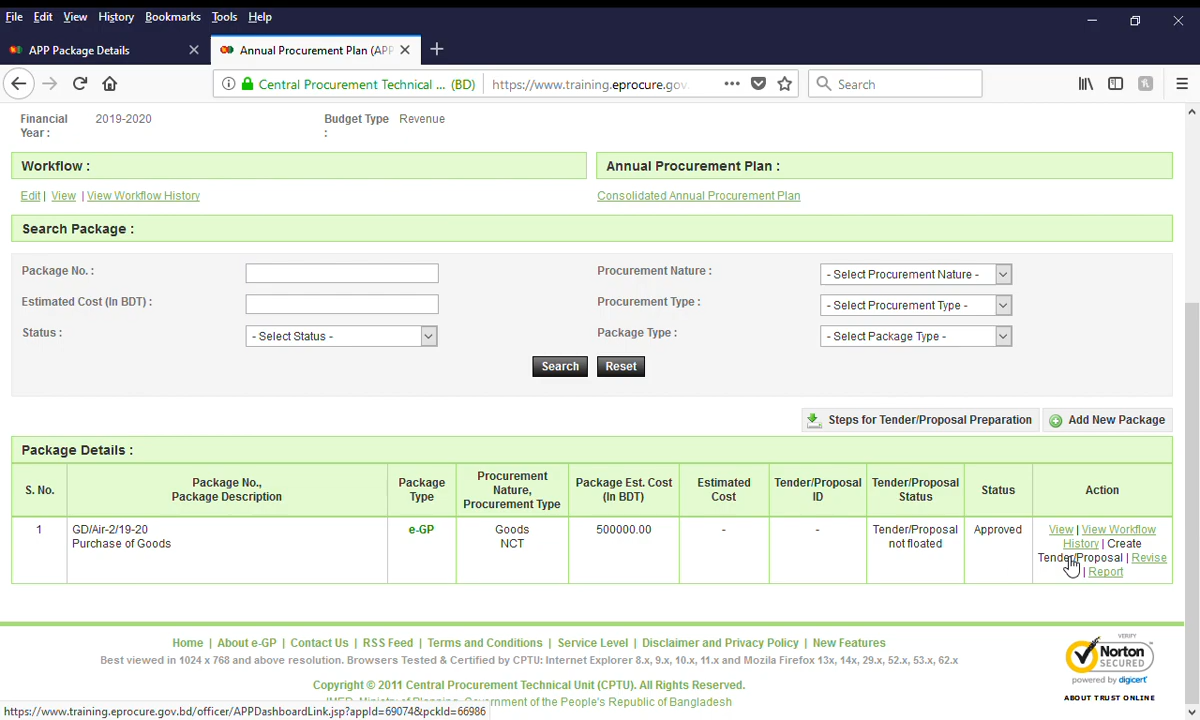 File Edit View History Bookmarks Tools Help
APP Package Details
Annual Procurement Plan (APP
Central Procurement Technical ... (BD)
https://www.training.eprocure.gov.
Search
Financial Year : 2019-2020
Budget Type : Revenue
Workflow :
Annual Procurement Plan :
Edit | View | View Workflow History
Consolidated Annual Procurement Plan
Search Package :
Package No. :
Procurement Nature : - Select Procurement Nature -
Estimated Cost (In BDT) :
Procurement Type : - Select Procurement Type -
Status : - Select Status -
Package Type : - Select Package Type -
Search Reset
Steps for Tender/Proposal Preparation Add New Package
Package Details :
S. No.
Package No.,
Package Description
Package
Type
Procurement
Nature,
Procurement Type
Package Est. Cost
(In BDT)
Estimated
Cost
Tender/Proposal
ID
Tender/Proposal
Status
Status
Action
1
GD/Air-2/19-20
Purchase of Goods
e-GP
Goods
NCT
500000.00
-
-
Tender/Proposal
not floated
Approved
View | View Workflow
History | Create
Tender/Proposal | Revise
| Report
Home | About e-GP | Contact Us | RSS Feed | Terms and Conditions | Service Level | Disclaimer and Privacy Policy | New Features
Best viewed in 1024 x 768 and above resolution. Browsers Tested & Certified by CPTU: Internet Explorer 8.x, 9.x, 10.x, 11.x and Mozilla Firefox 13x, 14x, 29.x, 52.x, 53.x, 62.x
Copyright © 2011 Central Procurement Technical Unit (CPTU). All Rights Reserved.
IMED, Ministry of Planning, Government of the People's Republic of Bangladesh
VERIFY
Norton
SECURED
powered by digicert
ABOUT TRUST ONLINE
https://www.training.eprocure.gov.bd/officer/APPDashboardLink.jsp?appId=69074&pckId=66986